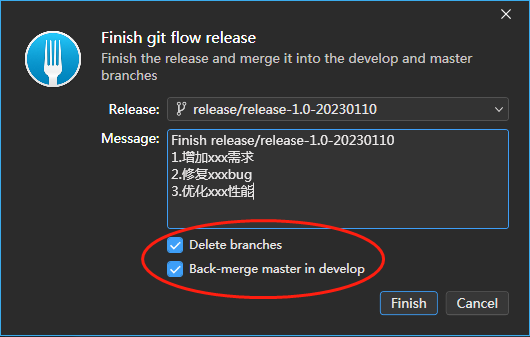 Finish git flow release
Finish the release and merge it into the develop and master
branches
Release: release/release-1.0-20230110
Message: Finish release/release-1.0-20230110
1.增加xxx需求
2.修复xxxbug
3.优化xxx性能
Delete branches
Back-merge master in develop
Finish Cancel